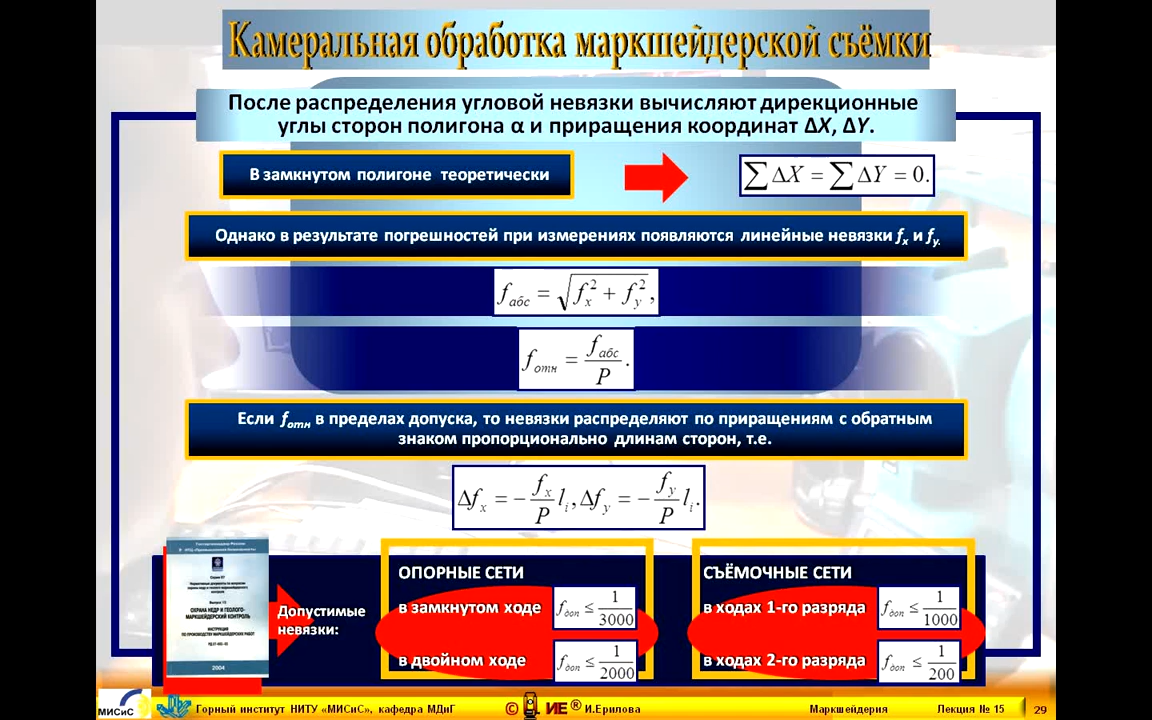 Камеральная обработка маркшейдерской съёмки
После распределения угловой невязки вычисляют дирекционные
углы сторон полигона α и приращения координат ΔX, ΔY.
В замкнутом полигоне теоретически
∑ΔX = ∑ΔY = 0.
Однако в результате погрешностей при измерениях появляются линейные невязки fx и fy.
fабс = √(fx² + fy²),
fотн = fабс / P.
Если fотн в пределах допуска, то невязки распределяют по приращениям с обратным
знаком пропорционально длинам сторон, т.е.
Δfx = − fx/P li, Δfy = − fy/P li.
ОХРАНА НЕДР И ГЕОЛОГО-
МАРКШЕЙДЕРСКИЙ КОНТРОЛЬ
2004
Допустимые
невязки:
ОПОРНЫЕ СЕТИ
в замкнутом ходе fдоп ≤ 1/3000
в двойном ходе fдоп ≤ 1/2000
СЪЁМОЧНЫЕ СЕТИ
в ходах 1-го разряда fдоп ≤ 1/1000
в ходах 2-го разряда fдоп ≤ 1/200
МИСиС
Горный институт НИТУ «МИСиС», кафедра МДиГ
© ИЕ ® И.Ерилова
Маркшейдерия
Лекция № 15
29